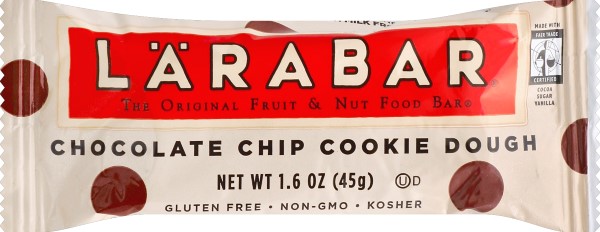 LÄRABAR
THE ORIGINAL FRUIT & NUT FOOD BAR®
CHOCOLATE CHIP COOKIE DOUGH
NET WT 1.6 OZ (45g) Ⓤ D
GLUTEN FREE • NON-GMO • KOSHER
MADE WITH
FAIR TRADE
CERTIFIED
COCOA
SUGAR
VANILLA